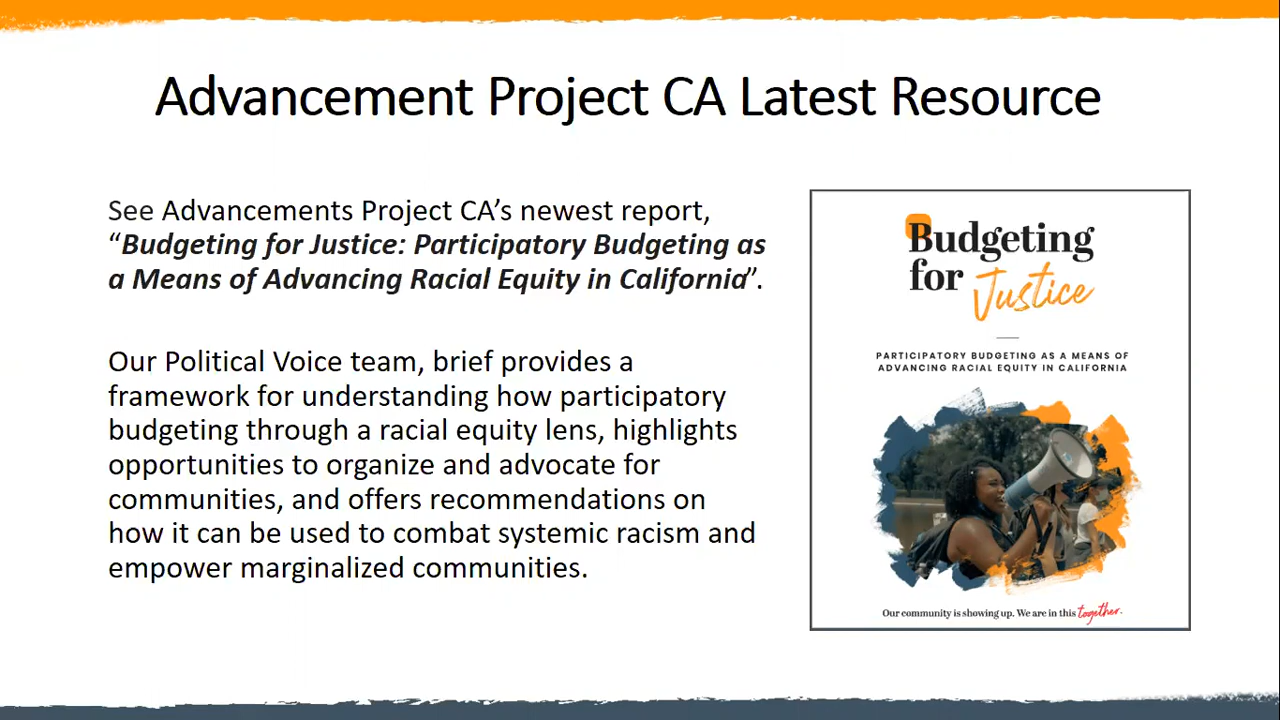 Advancement Project CA Latest Resource
See Advancements Project CA’s newest report,
“Budgeting for Justice: Participatory Budgeting as
a Means of Advancing Racial Equity in California”.
Our Political Voice team, brief provides a
framework for understanding how participatory
budgeting through a racial equity lens, highlights
opportunities to organize and advocate for
communities, and offers recommendations on
how it can be used to combat systemic racism and
empower marginalized communities.
Budgeting
for Justice
PARTICIPATORY BUDGETING AS A MEANS OF
ADVANCING RACIAL EQUITY IN CALIFORNIA
Our community is showing up. We are in this together.